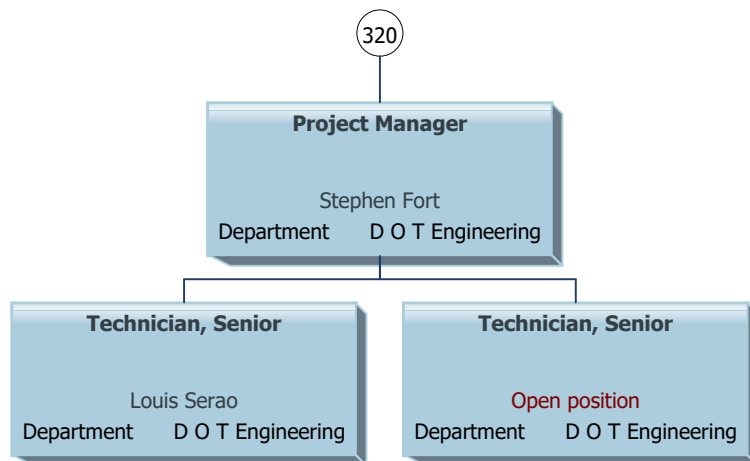 320
Project Manager
Stephen Fort
Department D O T Engineering
Technician, Senior
Louis Serao
Department D O T Engineering
Technician, Senior
Open position
Department D O T Engineering